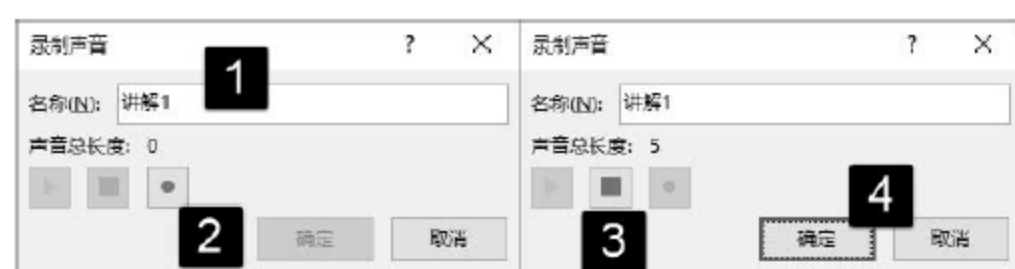 录制声音 ? ×
1
名称(N): 讲解1
声音总长度: 0
2
确定 取消
录制声音 ? ×
名称(N): 讲解1
声音总长度: 5
3
4
确定 取消